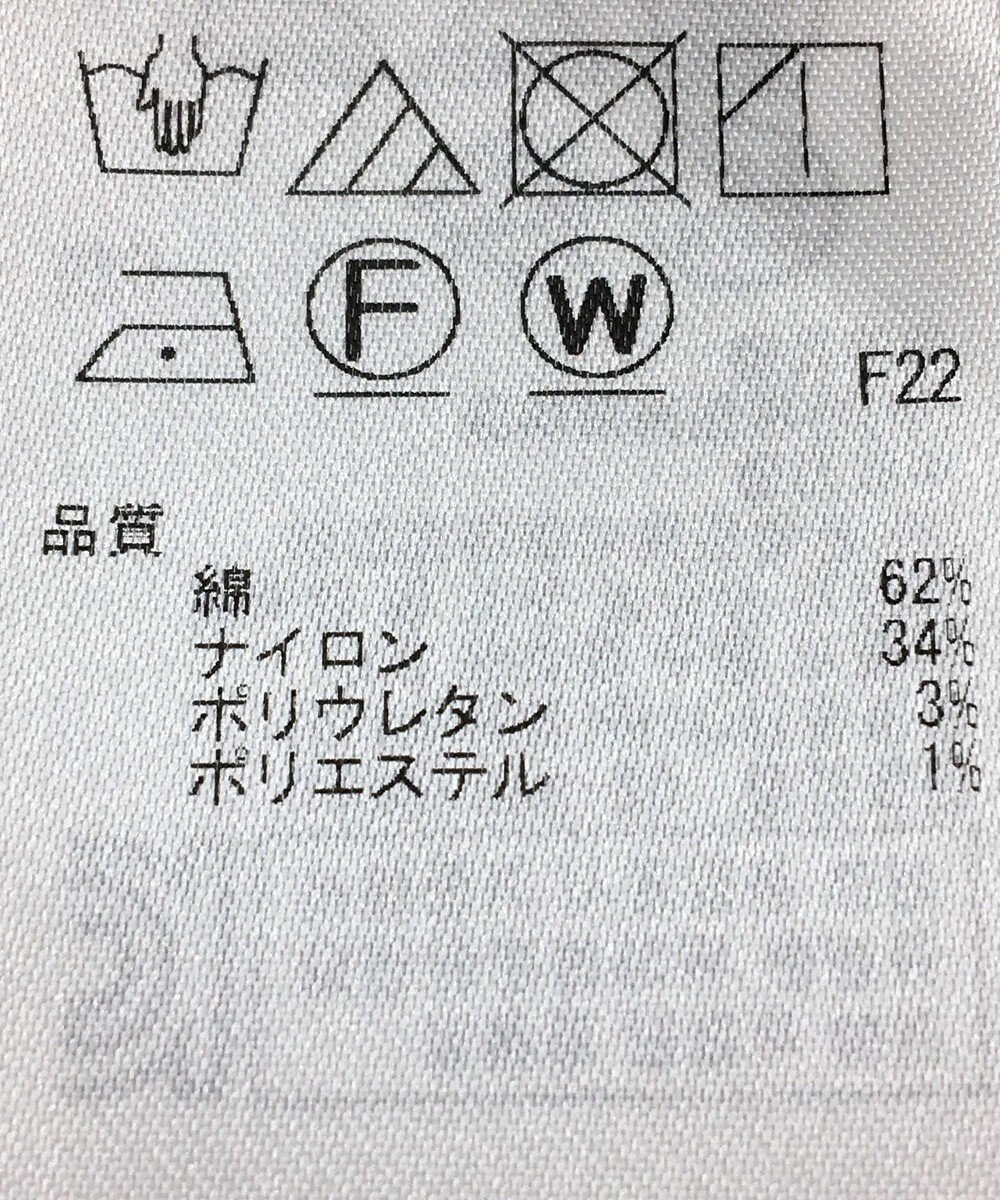 F W
F22
品質
綿 62%
ナイロン 34%
ポリウレタン 3%
ポリエステル 1%